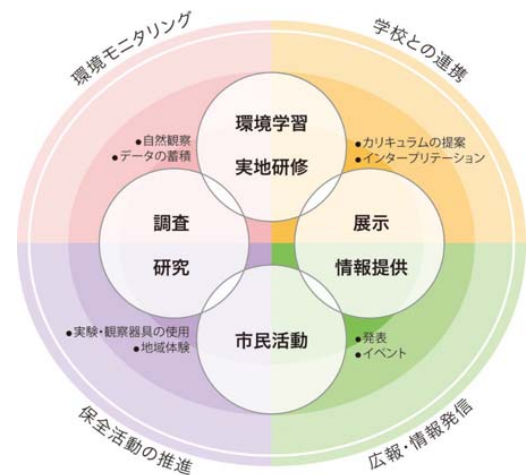 環境モニタリング
学校との連携
環境学習
実地研修
●自然観察
●データの蓄積
●カリキュラムの提案
●インタープリテーション
調査
研究
展示
情報提供
市民活動
●実験・観察器具の使用
●地域体験
●発表
●イベント
保全活動の推進
広報・情報発信